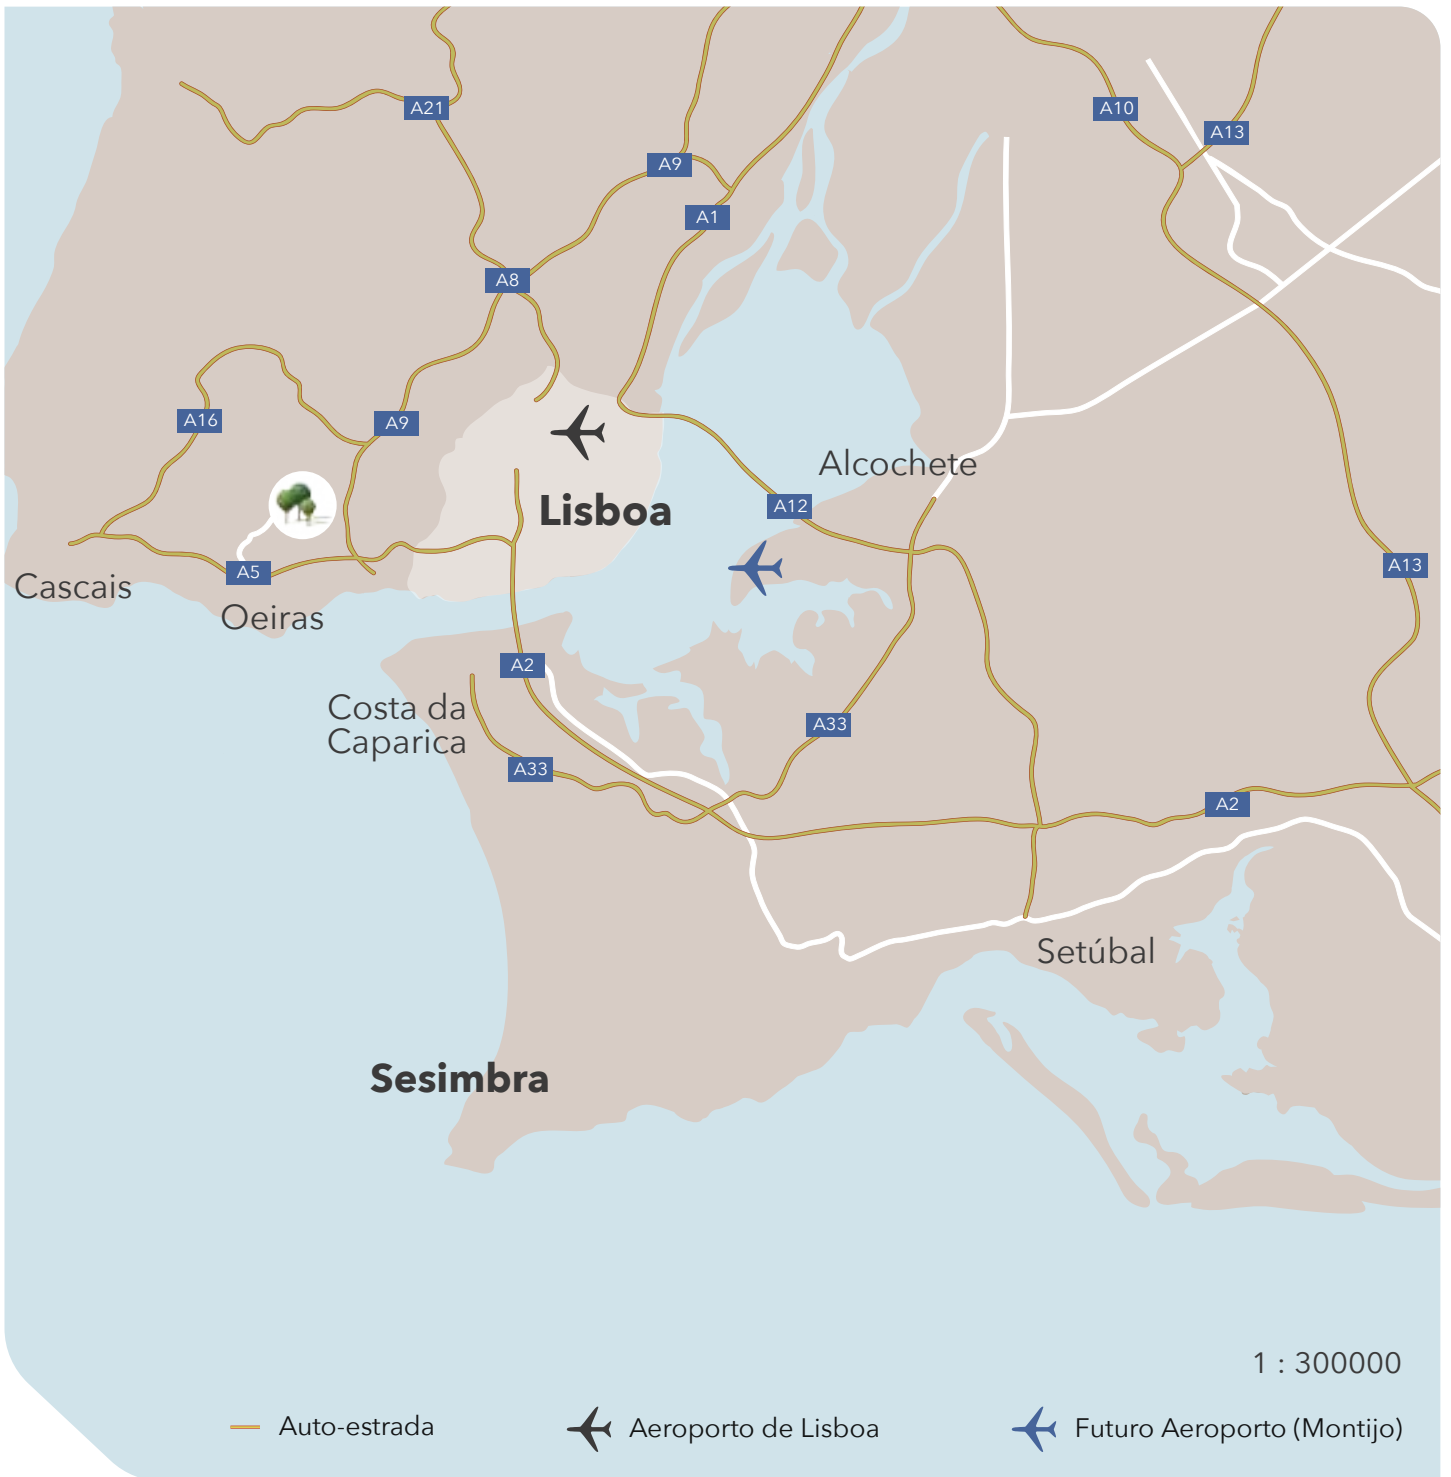 A21
A10
A13
A9
A1
A8
A16
A9
Alcochete
Lisboa
A12
A13
A5
Cascais
Oeiras
A2
Costa da
Caparica
A33
A33
A2
Setúbal
Sesimbra
1 : 300000
Auto-estrada
Aeroporto de Lisboa
Futuro Aeroporto (Montijo)